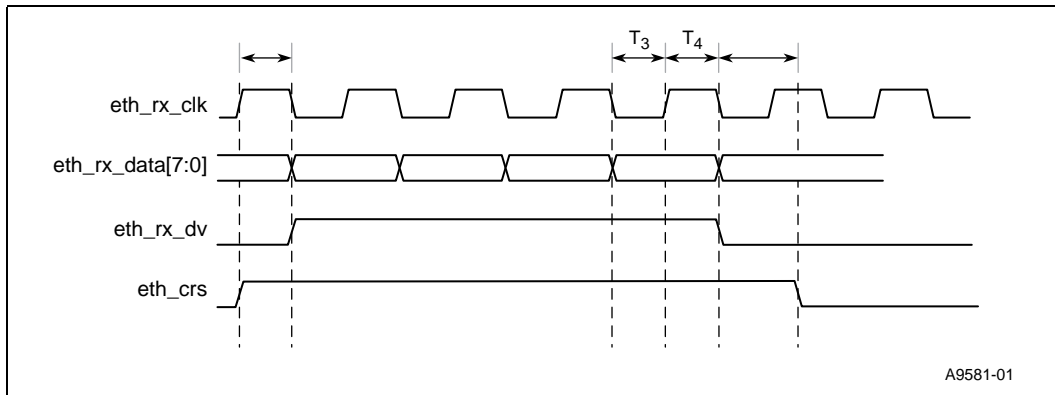 T3 T4
eth_rx_clk
eth_rx_data[7:0]
eth_rx_dv
eth_crs
A9581-01